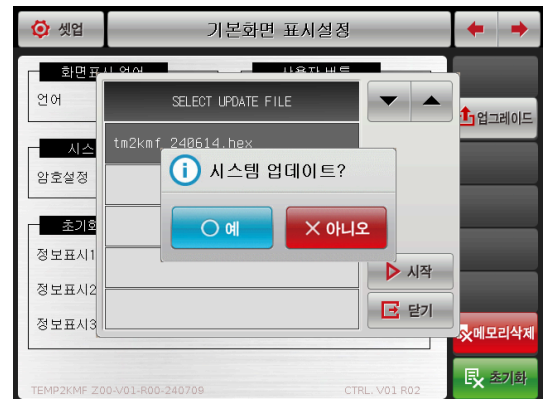 셋업
기본화면 표시설정
화면표시 언어
사용자 버튼
언어
SELECT UPDATE FILE
업그레이드
tm2kmf_240614.hex
시스
암호설정
시스템 업데이트?
예
아니오
초기화
정보표시1
시작
정보표시2
닫기
정보표시3
메모리삭제
초기화
TEMP2KMF Z00-V01-R00-240709
CTRL. V01 R02